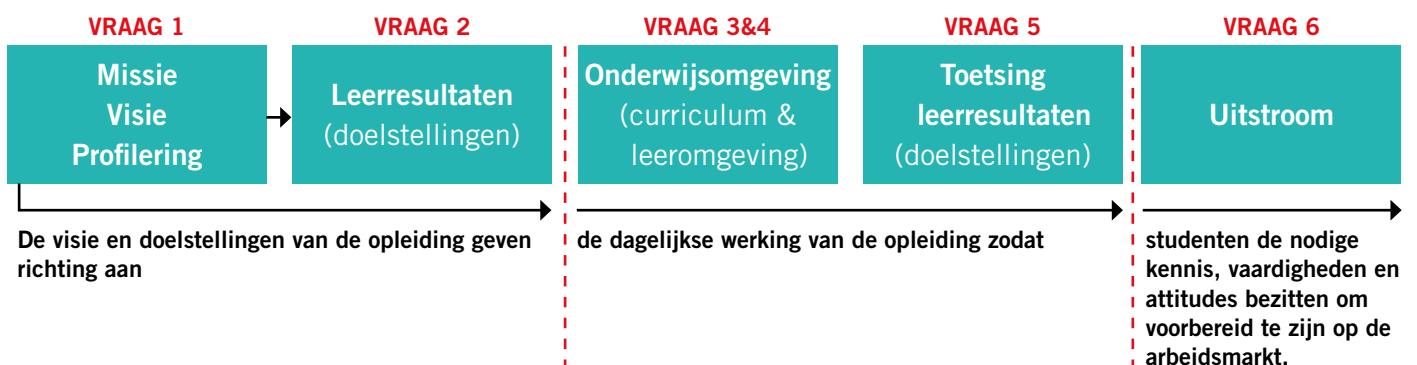 VRAAG 1
Missie
Visie
Profilering
VRAAG 2
Leerresultaten
(doelstellingen)
VRAAG 3&4
Onderwijsomgeving
(curriculum &
leeromgeving)
VRAAG 5
Toetsing
leerresultaten
(doelstellingen)
VRAAG 6
Uitstroom
De visie en doelstellingen van de opleiding geven
richting aan
de dagelijkse werking van de opleiding zodat
studenten de nodige
kennis, vaardigheden en
attitudes bezitten om
voorbereid te zijn op de
arbeidsmarkt.